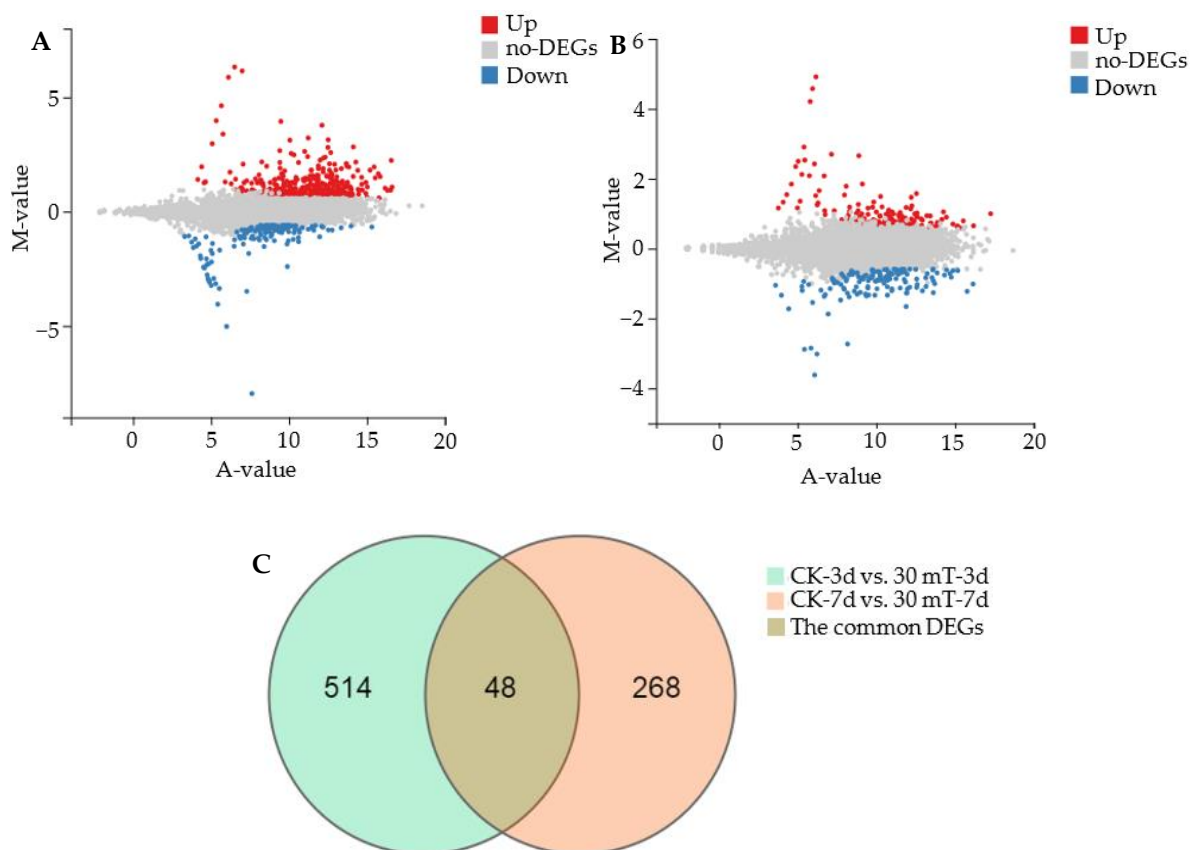 A
Up
no-DEGs
Down
M-value
5
0
−5
0 5 10 15 20
A-value
B
Up
no-DEGs
Down
M-value
6
4
2
0
−2
−4
0 5 10 15 20
A-value
C
514 48 268
CK-3d vs. 30 mT-3d
CK-7d vs. 30 mT-7d
The common DEGs